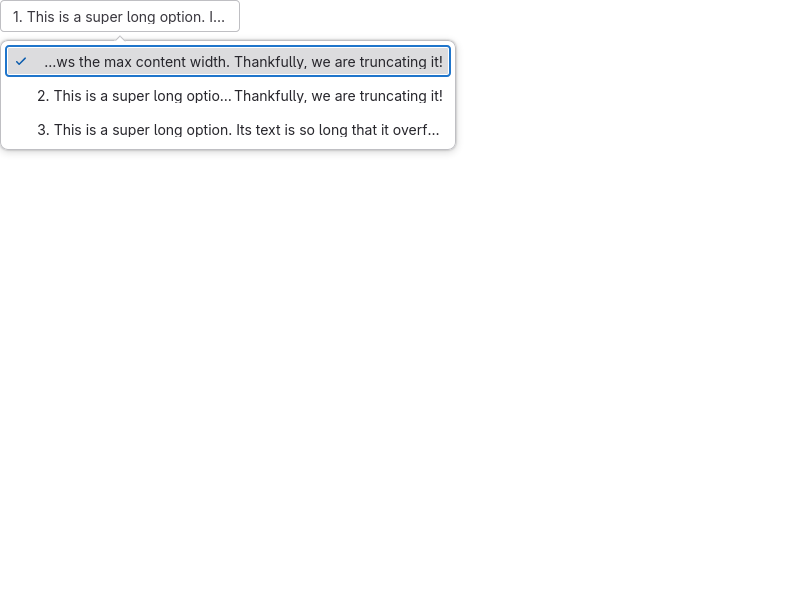 1. This is a super long option. I...
...ws the max content width. Thankfully, we are truncating it!
2. This is a super long optio... Thankfully, we are truncating it!
3. This is a super long option. Its text is so long that it overf...